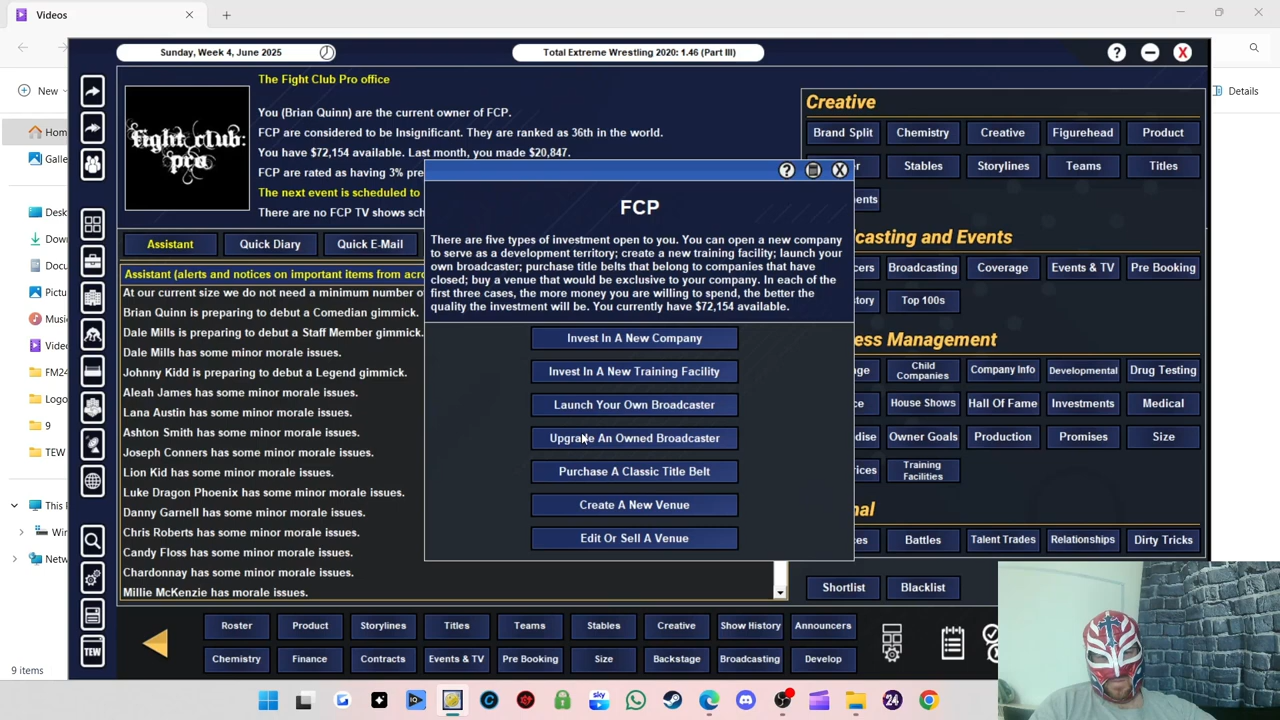 Videos
New
Details
Home
Desk
Vide
FM24
Logo
9
TEW
This
9 items
Sunday, Week 4, June 2025
Total Extreme Wrestling 2020: 1.46 (Part III)
fight club:
pro
The Fight Club Pro office
You (Brian Quinn) are the current owner of FCP.
FCP are considered to be Insignificant. They are ranked as 36th in the world.
You have $72,154 available. Last month, you made $20,847.
FCP are rated as having 3% pre
The next event is scheduled to
There are no FCP TV shows sch
Assistant
Quick Diary
Quick E-Mail
Assistant (alerts and notices on important items from acro
At our current size we do not need a minimum number o
Brian Quinn is preparing to debut a Comedian gimmick.
Dale Mills is preparing to debut a Staff Member gimmick.
Dale Mills has some minor morale issues.
Johnny Kidd is preparing to debut a Legend gimmick.
Aleah James has some minor morale issues.
Lana Austin has some minor morale issues.
Ashton Smith has some minor morale issues.
Joseph Conners has some minor morale issues.
Lion Kid has some minor morale issues.
Luke Dragon Phoenix has some minor morale issues.
Danny Garnell has some minor morale issues.
Chris Roberts has some minor morale issues.
Candy Floss has some minor morale issues.
Chardonnay has some minor morale issues.
Millie McKenzie has morale issues.
FCP
There are five types of investment open to you. You can open a new company
to serve as a development territory; create a new training facility; launch your
own broadcaster; purchase title belts that belong to companies that have
closed; buy a venue that would be exclusive to your company. In each of the
first three cases, the more money you are willing to spend, the better the
quality the investment will be. You currently have $72,154 available.
Invest In A New Company
Invest In A New Training Facility
Launch Your Own Broadcaster
Upgrade An Owned Broadcaster
Purchase A Classic Title Belt
Create A New Venue
Edit Or Sell A Venue
Creative
Brand Split
Chemistry
Creative
Figurehead
Product
Stables
Storylines
Teams
Titles
casting and Events
Broadcasting
Coverage
Events & TV
Pre Booking
Top 100s
ess Management
Child
Companies
Company Info
Developmental
Drug Testing
House Shows
Hall Of Fame
Investments
Medical
Owner Goals
Production
Promises
Size
Training
Facilities
Battles
Talent Trades
Relationships
Dirty Tricks
Shortlist
Blacklist
Roster
Product
Storylines
Titles
Teams
Stables
Creative
Show History
Announcers
Chemistry
Finance
Contracts
Events & TV
Pre Booking
Size
Backstage
Broadcasting
Develop
TEW
sky
24